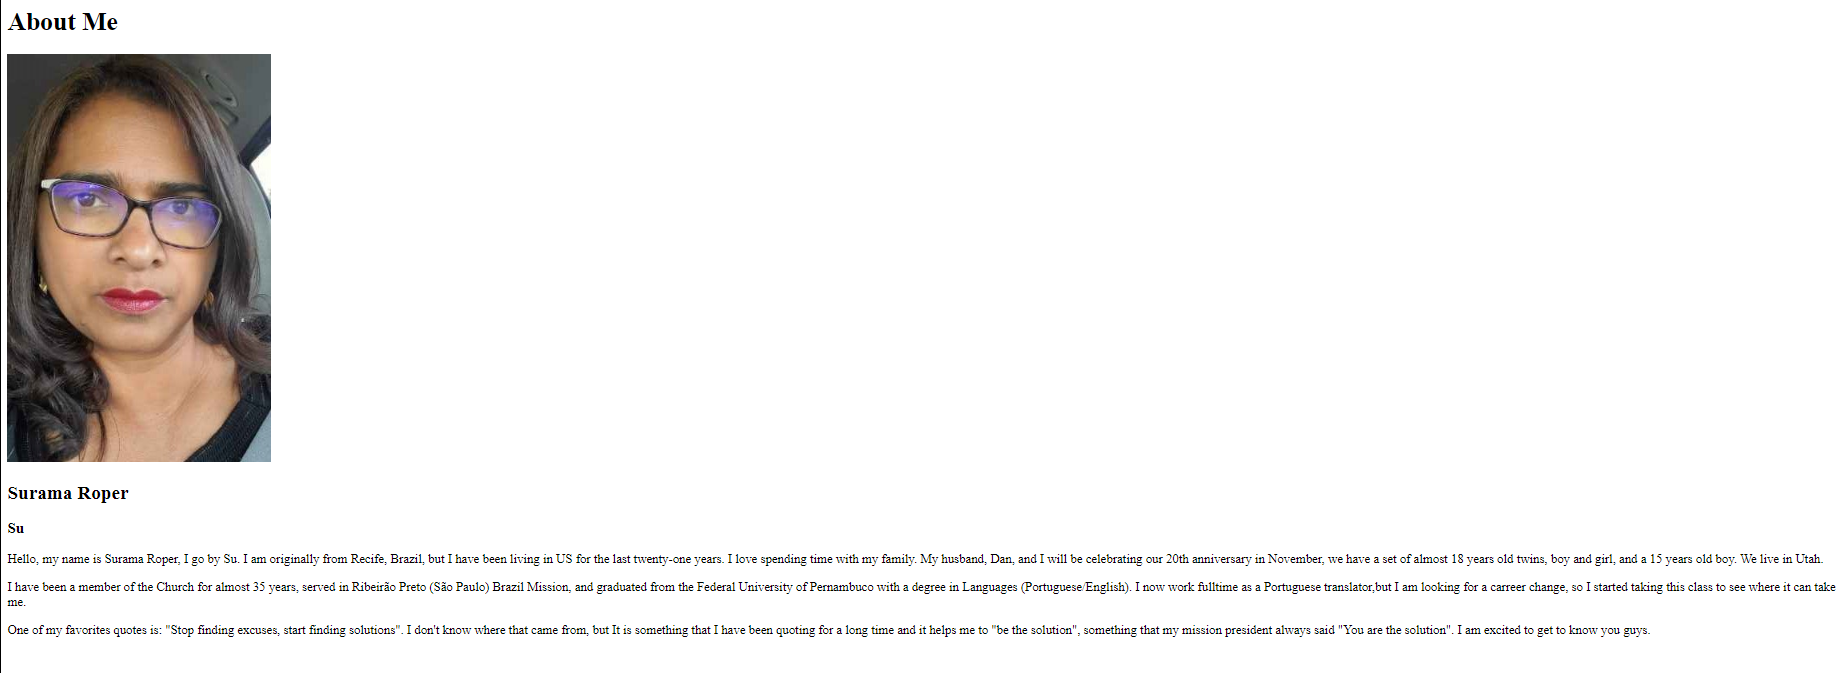 About Me
Surama Roper
Su
Hello, my name is Surama Roper, I go by Su. I am originally from Recife, Brazil, but I have been living in US for the last twenty-one years. I love spending time with my family. My husband, Dan, and I will be celebrating our 20th anniversary in November, we have a set of almost 18 years old twins, boy and girl, and a 15 years old boy. We live in Utah.
I have been a member of the Church for almost 35 years, served in Ribeirão Preto (São Paulo) Brazil Mission, and graduated from the Federal University of Pernambuco with a degree in Languages (Portuguese/English). I now work fulltime as a Portuguese translator,but I am looking for a carreer change, so I started taking this class to see where it can take
me.
One of my favorites quotes is: "Stop finding excuses, start finding solutions". I don't know where that came from, but It is something that I have been quoting for a long time and it helps me to "be the solution", something that my mission president always said "You are the solution". I am excited to get to know you guys.